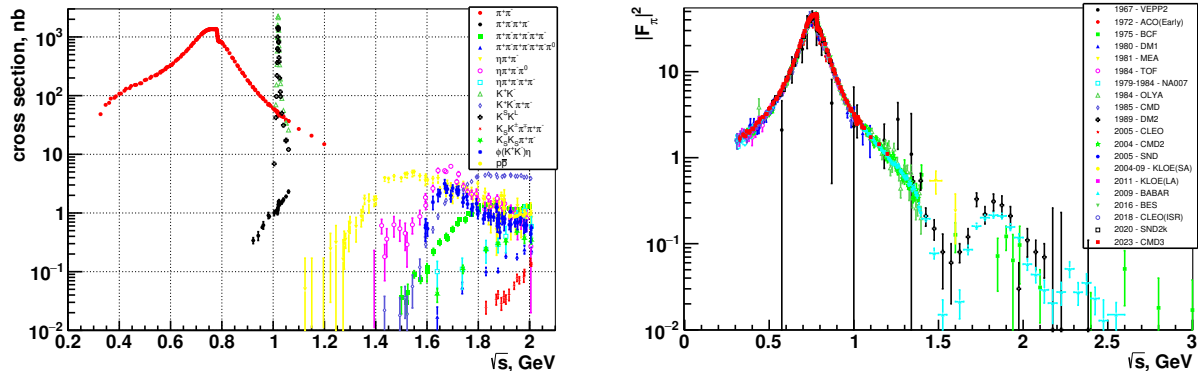 cross section, nb
10³
10²
10
1
10⁻¹
10⁻²
0.2 0.4 0.6 0.8 1.0 1.2 1.4 1.6 1.8 2.0
√s, GeV
π⁺π⁻
π⁺π⁻π⁺π⁻
π⁺π⁻π⁺π⁻π⁺π⁻
π⁺π⁻π⁺π⁻π⁺π⁻π⁰
ηπ⁺π⁻
ηπ⁺π⁻π⁰
ηπ⁺π⁻π⁺π⁻
K⁺K⁻
K⁺K⁻π⁺π⁻
φ(K⁺K⁻)η
pp̄
|F_π|²
10
1
10⁻¹
10⁻²
0 0.5 1 1.5 2 2.5 3
√s, GeV
1967 - VEPP2
1972 - ACO(Early)
1975 - BCF
1980 - DM1
1981 - MEA
1984 - TOF
1979-1984 - NA007
1984 - OLYA
1985 - CMD
1989 - DM2
2005 - CLEO
2004 - CMD2
2005 - SND
2004-09 - KLOE(SA)
2011 - KLOE(LA)
2009 - BABAR
2016 - BES
2018 - CLEO(ISR)
2020 - SND2k
2023 - CMD3